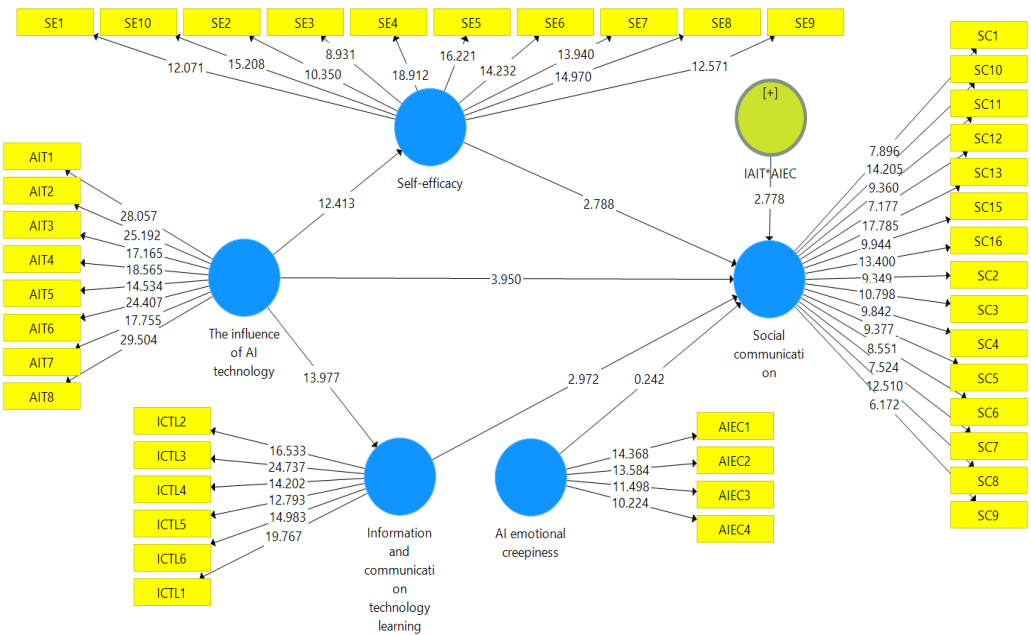 SE1 SE10 SE2 SE3 SE4 SE5 SE6 SE7 SE8 SE9
12.071
15.208
10.350
8.931
18.912
16.221
14.232
13.940
14.970
12.571
Self-efficacy
[+]
IAIT*AIEC
2.778
AIT1
AIT2
AIT3
AIT4
AIT5
AIT6
AIT7
AIT8
28.057
25.192
17.165
18.565
14.534
24.407
17.755
29.504
The influence
of AI
technology
12.413
2.788
3.950
13.977
2.972
0.242
Social
communicati
on
7.896
14.205
9.360
7.177
17.785
9.944
13.400
9.349
10.798
9.842
9.377
8.551
7.524
12.510
6.172
SC1
SC10
SC11
SC12
SC13
SC15
SC16
SC2
SC3
SC4
SC5
SC6
SC7
SC8
SC9
ICTL2
ICTL3
ICTL4
ICTL5
ICTL6
ICTL1
16.533
24.737
14.202
12.793
14.983
19.767
Information
and
communicati
on
technology
learning
AI emotional
creepiness
14.368
13.584
11.498
10.224
AIEC1
AIEC2
AIEC3
AIEC4